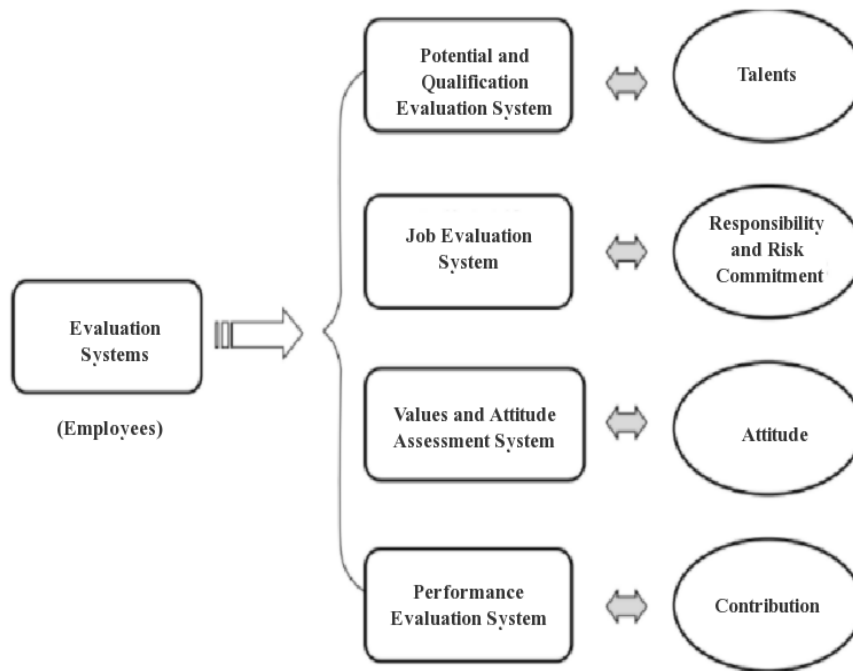 Potential and
Qualification
Evaluation System
Talents
Job Evaluation
System
Responsibility
and Risk
Commitment
Evaluation
Systems
(Employees)
Values and Attitude
Assessment System
Attitude
Performance
Evaluation System
Contribution